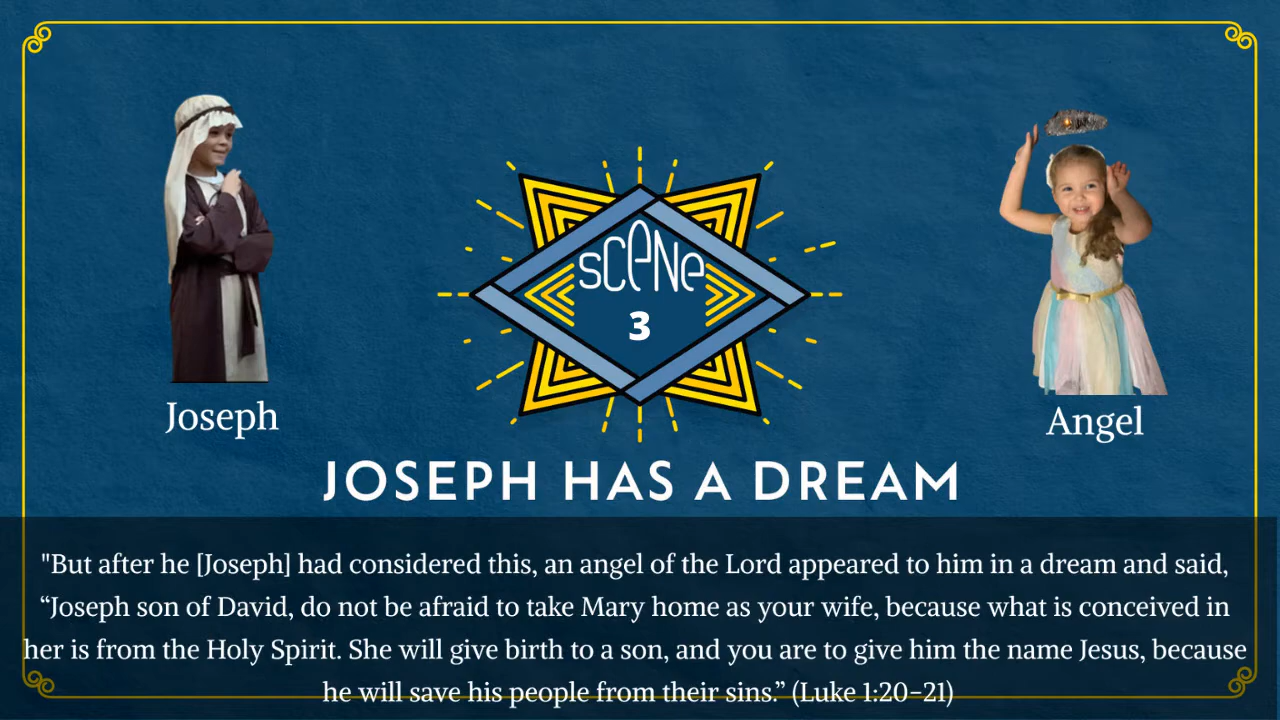 scene
3
Joseph
Angel
JOSEPH HAS A DREAM
"But after he [Joseph] had considered this, an angel of the Lord appeared to him in a dream and said,
“Joseph son of David, do not be afraid to take Mary home as your wife, because what is conceived in
her is from the Holy Spirit. She will give birth to a son, and you are to give him the name Jesus, because
he will save his people from their sins.” (Luke 1:20-21)